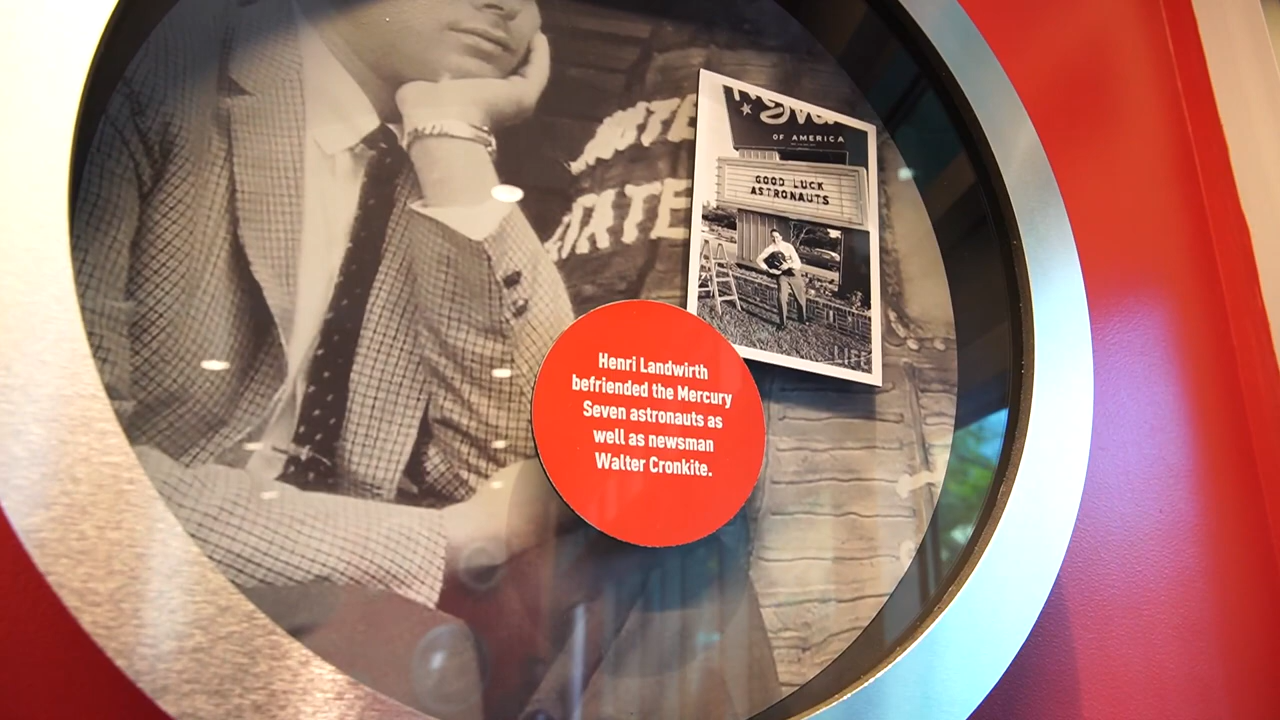 OF AMERICA
GOOD LUCK
ASTRONAUTS
LIFE
Henri Landwirth
befriended the Mercury
Seven astronauts as
well as newsman
Walter Cronkite.